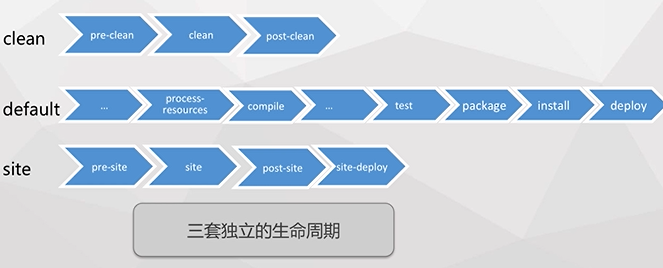 clean
pre-clean
clean
post-clean
default
...
process-
resources
compile
...
test
package
install
deploy
site
pre-site
site
post-site
site-deploy
三套独立的生命周期